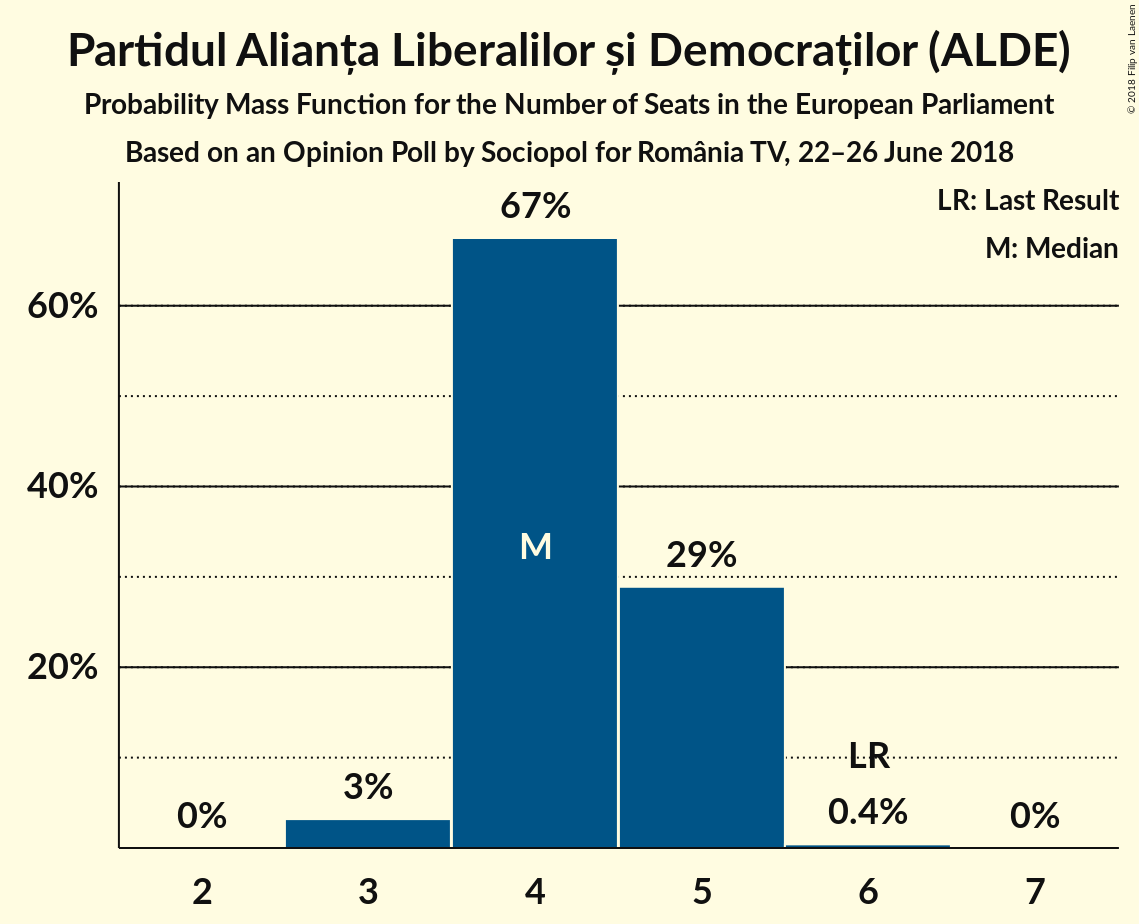 Partidul Alianța Liberalilor și Democraților (ALDE)
Probability Mass Function for the Number of Seats in the European Parliament
Based on an Opinion Poll by Sociopol for România TV, 22–26 June 2018
© 2018 Filip van Laenen
LR: Last Result
M: Median
67%
60%
40%
M
29%
20%
LR
3%
0%
0.4%
0%
2 3 4 5 6 7